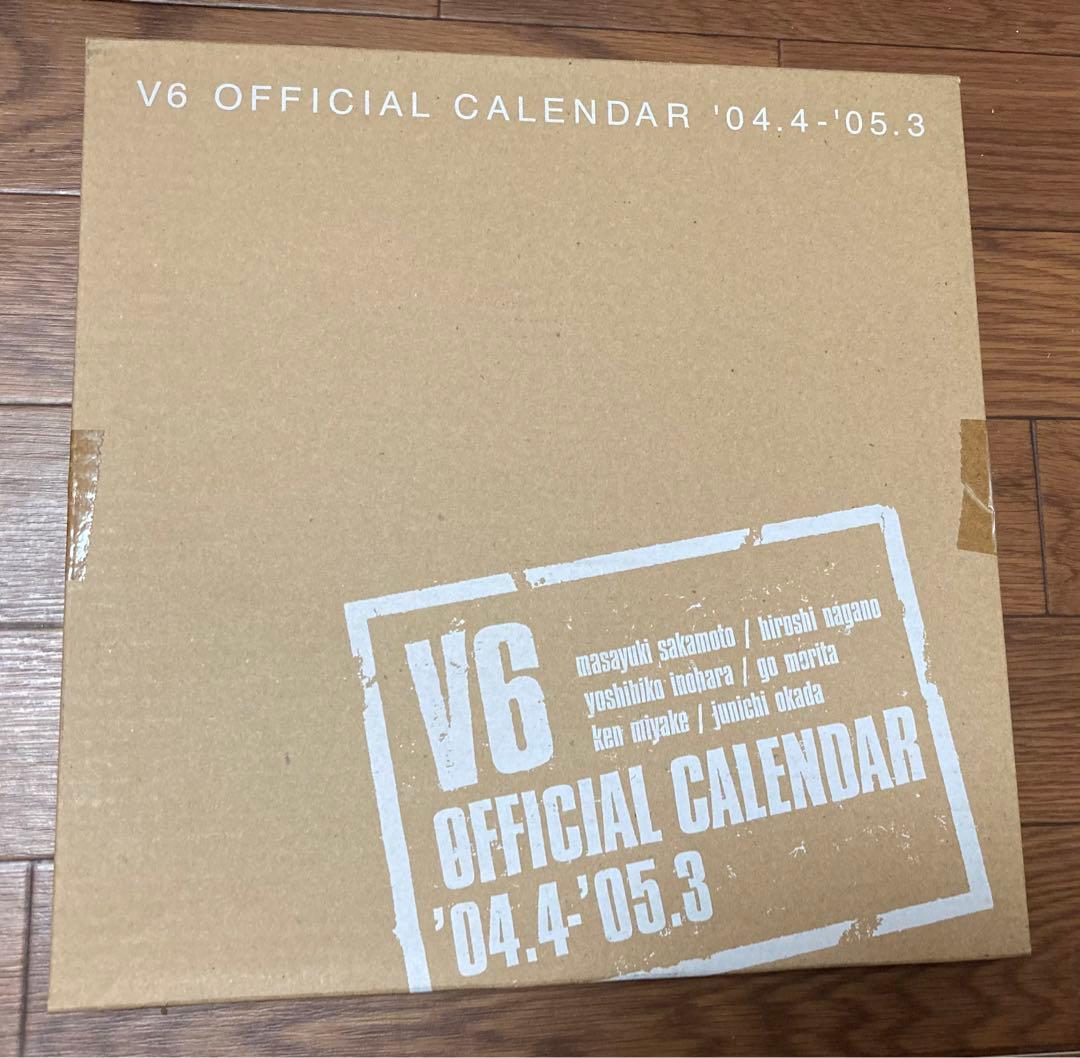 V6 OFFICIAL CALENDAR '04.4-'05.3
V6
masayuki sakamoto / hiroshi nagano
yoshihiko inohara / go morita
ken miyake / junichi okada
OFFICIAL CALENDAR
'04.4-'05.3